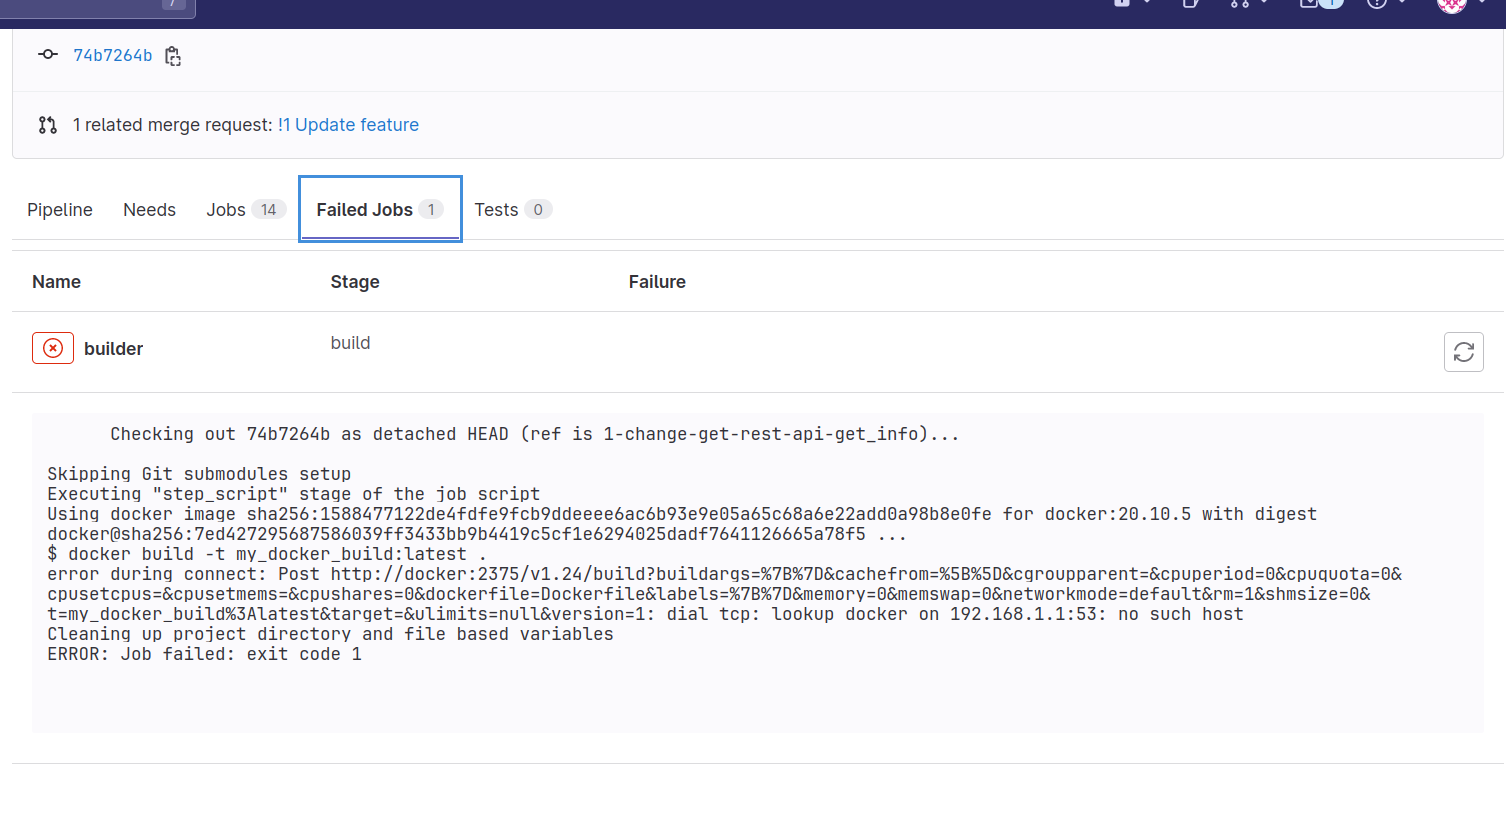 /
1
74b7264b
1 related merge request: !1 Update feature
Pipeline Needs Jobs 14 Failed Jobs 1 Tests 0
Name Stage Failure
builder build
Checking out 74b7264b as detached HEAD (ref is 1-change-get-rest-api-get_info)...
Skipping Git submodules setup
Executing "step_script" stage of the job script
Using docker image sha256:1588477122de4fdfe9fcb9ddeeee6ac6b93e9e05a65c68a6e22add0a98b8e0fe for docker:20.10.5 with digest
docker@sha256:7ed427295687586039ff3433bb9b4419c5cf1e6294025dadf7641126665a78f5 ...
$ docker build -t my_docker_build:latest .
error during connect: Post http://docker:2375/v1.24/build?buildargs=%7B%7D&cachefrom=%5B%5D&cgroupparent=&cpuperiod=0&cpuquota=0&
cpusetcpus=&cpusetmems=&cpushares=0&dockerfile=Dockerfile&labels=%7B%7D&memory=0&memswap=0&networkmode=default&rm=1&shmsize=0&
t=my_docker_build%3Alatest&target=&ulimits=null&version=1: dial tcp: lookup docker on 192.168.1.1:53: no such host
Cleaning up project directory and file based variables
ERROR: Job failed: exit code 1